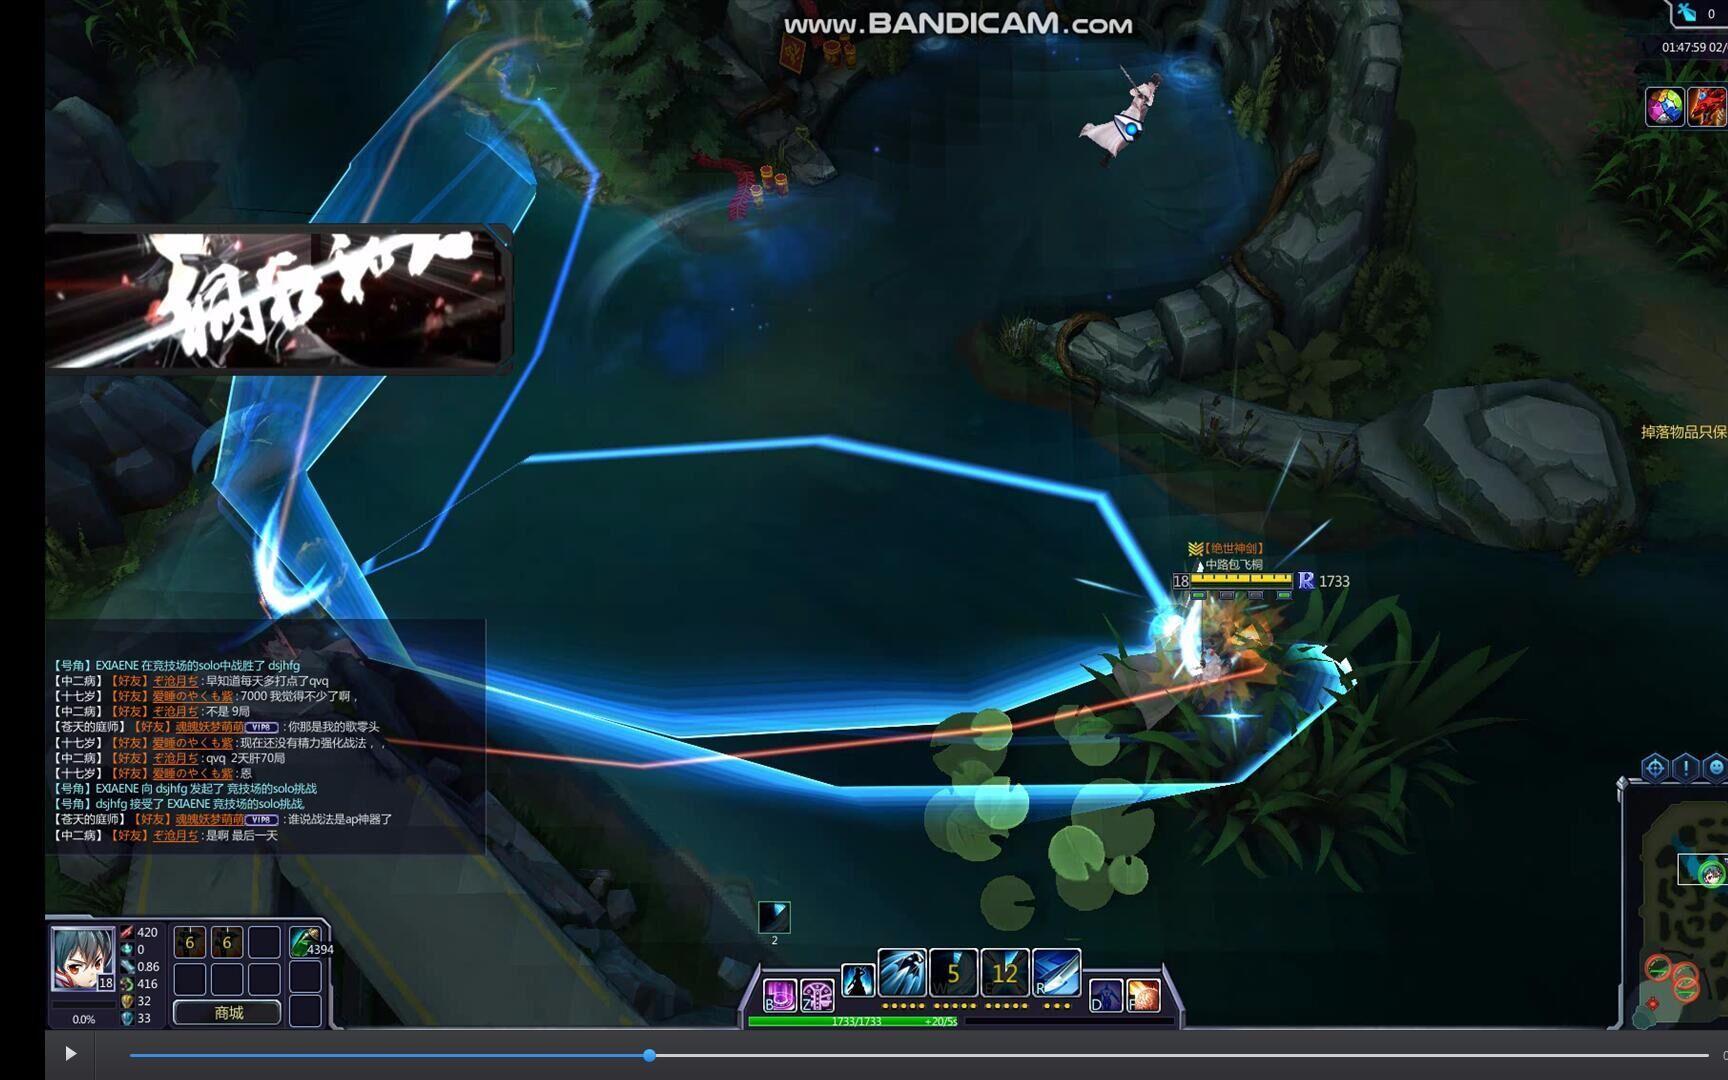 www.BANDICAM.com
0
01:47:59 02/
掉落物品只保
【绝世神剑】
中路包飞桐
18
1733
【号角】EXIAENE 在竞技场的solo中战胜了 dsjhfg
【中二病】【好友】ぞ沧月ぢ:早知道每天多打点了qvq
【十七岁】【好友】爱睡のやくも紫:7000 我觉得不少了啊，
【中二病】【好友】ぞ沧月ぢ:不是 9局
【苍天的庭师】【好友】魂魄妖梦萌萌 VIP8 :你那是我的歌零头
【十七岁】【好友】爱睡のやくも紫:现在还没有精力强化战法，，
【中二病】【好友】ぞ沧月ぢ:qvq 2天肝70局
【十七岁】【好友】爱睡のやくも紫:恩
【号角】EXIAENE 向 dsjhfg 发起了 竞技场的solo挑战
【号角】dsjhfg 接受了 EXIAENE 竞技场的solo挑战.
【苍天的庭师】【好友】魂魄妖梦萌萌 VIP8 :谁说战法是ap神器了
【中二病】【好友】ぞ沧月ぢ:是啊 最后一天
2
420
0
0.86
416
32
33
18
0.0%
6 6
4394
商城
B Z W 5 12 R D F
1733/1733 +20/5s